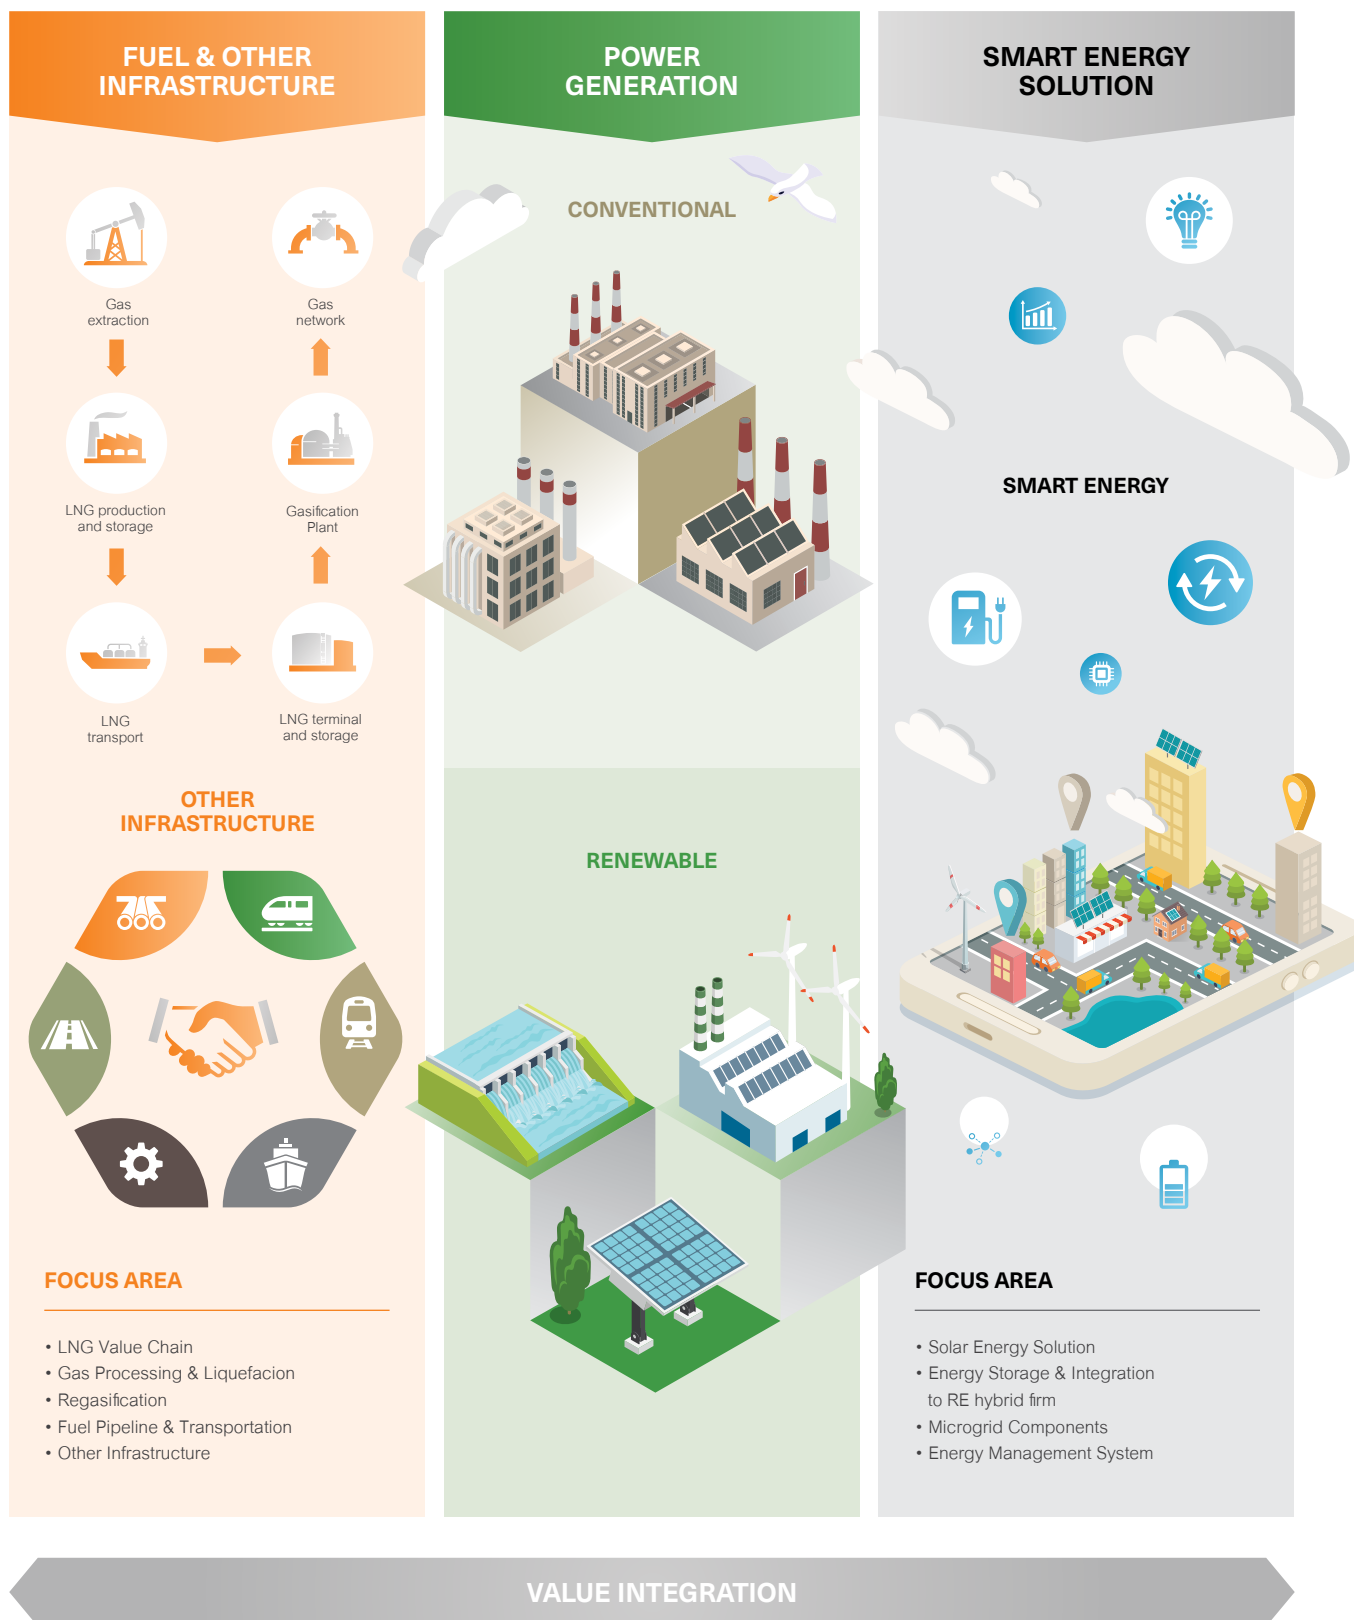 FUEL & OTHER
INFRASTRUCTURE
Gas
extraction
Gas
network
LNG production
and storage
Gasification
Plant
LNG
transport
LNG terminal
and storage
OTHER
INFRASTRUCTURE
FOCUS AREA
• LNG Value Chain
• Gas Processing & Liquefacion
• Regasification
• Fuel Pipeline & Transportation
• Other Infrastructure
POWER
GENERATION
CONVENTIONAL
RENEWABLE
SMART ENERGY
SOLUTION
SMART ENERGY
FOCUS AREA
• Solar Energy Solution
• Energy Storage & Integration
to RE hybrid firm
• Microgrid Components
• Energy Management System
VALUE INTEGRATION